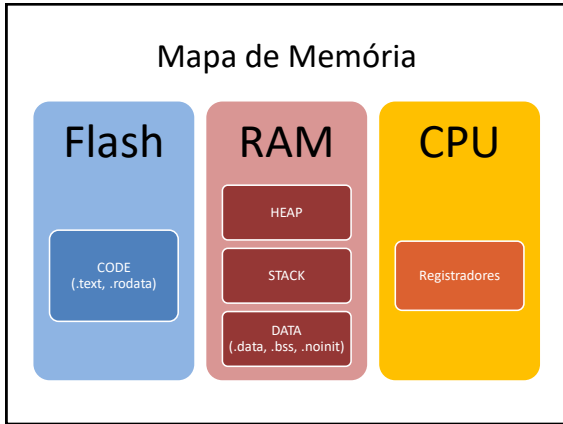 Mapa de Memória
Flash
CODE
(.text, .rodata)
RAM
HEAP
STACK
DATA
(.data, .bss, .noinit)
CPU
Registradores